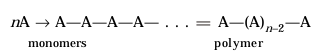 nA → A—A—A—A— . . . = A—(A)ₙ₋₂—A
monomers polymer